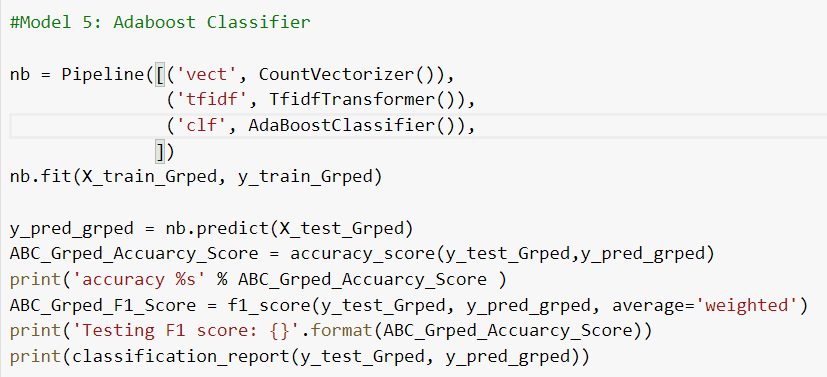 #Model 5: Adaboost Classifier
nb = Pipeline([('vect', CountVectorizer()),
('tfidf', TfidfTransformer()),
('clf', AdaBoostClassifier()),
])
nb.fit(X_train_Grped, y_train_Grped)
y_pred_grped = nb.predict(X_test_Grped)
ABC_Grped_Accuarcy_Score = accuracy_score(y_test_Grped,y_pred_grped)
print('accuracy %s' % ABC_Grped_Accuarcy_Score )
ABC_Grped_F1_Score = f1_score(y_test_Grped, y_pred_grped, average='weighted')
print('Testing F1 score: {}'.format(ABC_Grped_Accuarcy_Score))
print(classification_report(y_test_Grped, y_pred_grped))